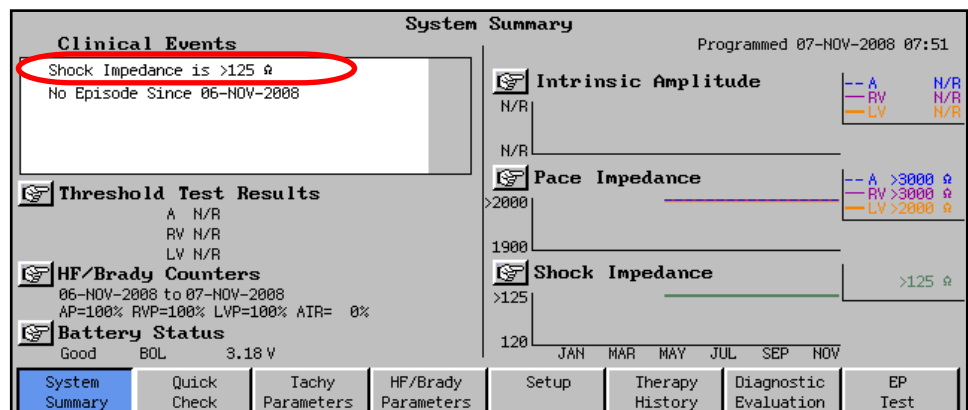 System Summary
Clinical Events
Programmed 07-NOV-2008 07:51
Shock Impedance is >125 Ω
No Episode Since 06-NOV-2008
Intrinsic Amplitude
N/R
N/R
-- A N/R
— RV N/R
— LV N/R
Threshold Test Results
A N/R
RV N/R
LV N/R
Pace Impedance
>2000
1900
-- A >3000 Ω
— RV >3000 Ω
— LV >2000 Ω
HF/Brady Counters
06-NOV-2008 to 07-NOV-2008
AP=100% RVP=100% LVP=100% ATR= 0%
Shock Impedance
>125
120
>125 Ω
JAN MAR MAY JUL SEP NOV
Battery Status
Good BOL 3.18 V
System Summary
Quick Check
Tachy Parameters
HF/Brady Parameters
Setup
Therapy History
Diagnostic Evaluation
EP Test